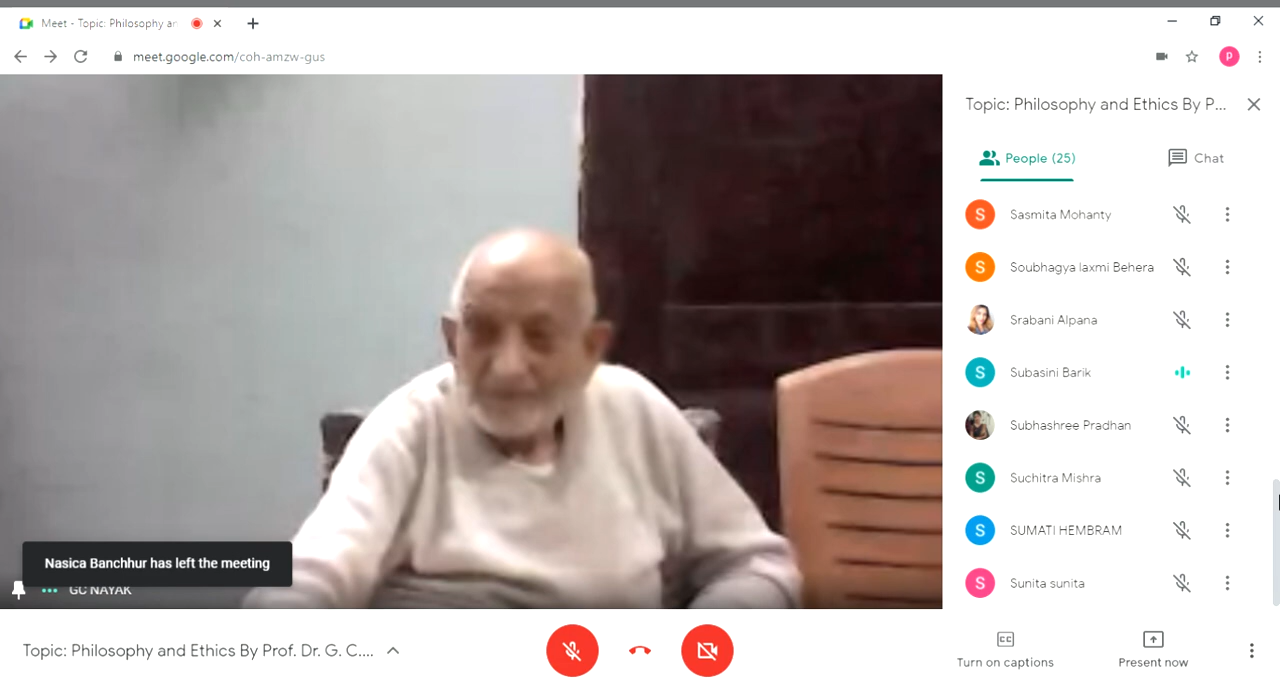 Meet - Topic: Philosophy ar
meet.google.com/coh-amzw-gus
P
Topic: Philosophy and Ethics By P...
People (25)
Chat
S Sasmita Mohanty
S Soubhagya laxmi Behera
Srabani Alpana
S Subasini Barik
Subhashree Pradhan
S Suchitra Mishra
S SUMATI HEMBRAM
S Sunita sunita
Nasica Banchhur has left the meeting
GC NAYAK
Topic: Philosophy and Ethics By Prof. Dr. G. C....
CC
Turn on captions
Present now